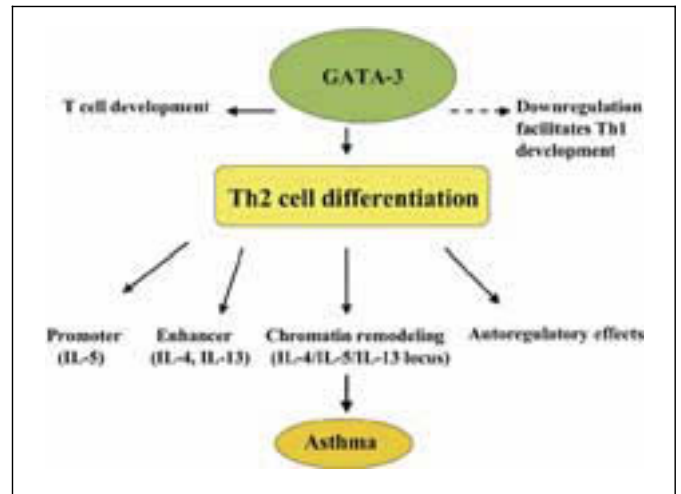 GATA-3
T cell development
Downregulation
facilitates Th1
development
Th2 cell differentiation
Promoter
(IL-5)
Enhancer
(IL-4, IL-13)
Chromatin remodeling
(IL-4/IL-5/IL-13 locus)
Autoregulatory effects
Asthma